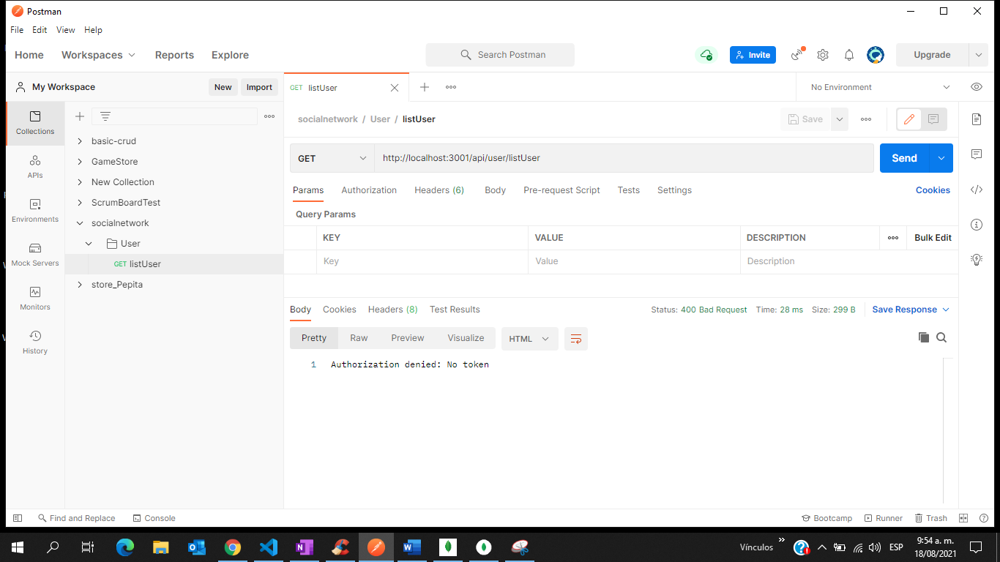 Postman
File Edit View Help
Home Workspaces Reports Explore Search Postman Invite Upgrade
My Workspace New Import GET listUser No Environment
socialnetwork / User / listUser Save
Collections
APIs
Environments
Mock Servers
Monitors
History
basic-crud
GameStore
New Collection
ScrumBoardTest
socialnetwork
User
GET listUser
store_Pepita
GET http://localhost:3001/api/user/listUser Send
Params Authorization Headers (6) Body Pre-request Script Tests Settings Cookies
Query Params
KEY VALUE DESCRIPTION Bulk Edit
Key Value Description
Body Cookies Headers (8) Test Results Status: 400 Bad Request Time: 28 ms Size: 299 B Save Response
Pretty Raw Preview Visualize HTML
1 Authorization denied: No token
Find and Replace Console Bootcamp Runner Trash
Vínculos ESP 9:54 a. m.
18/08/2021